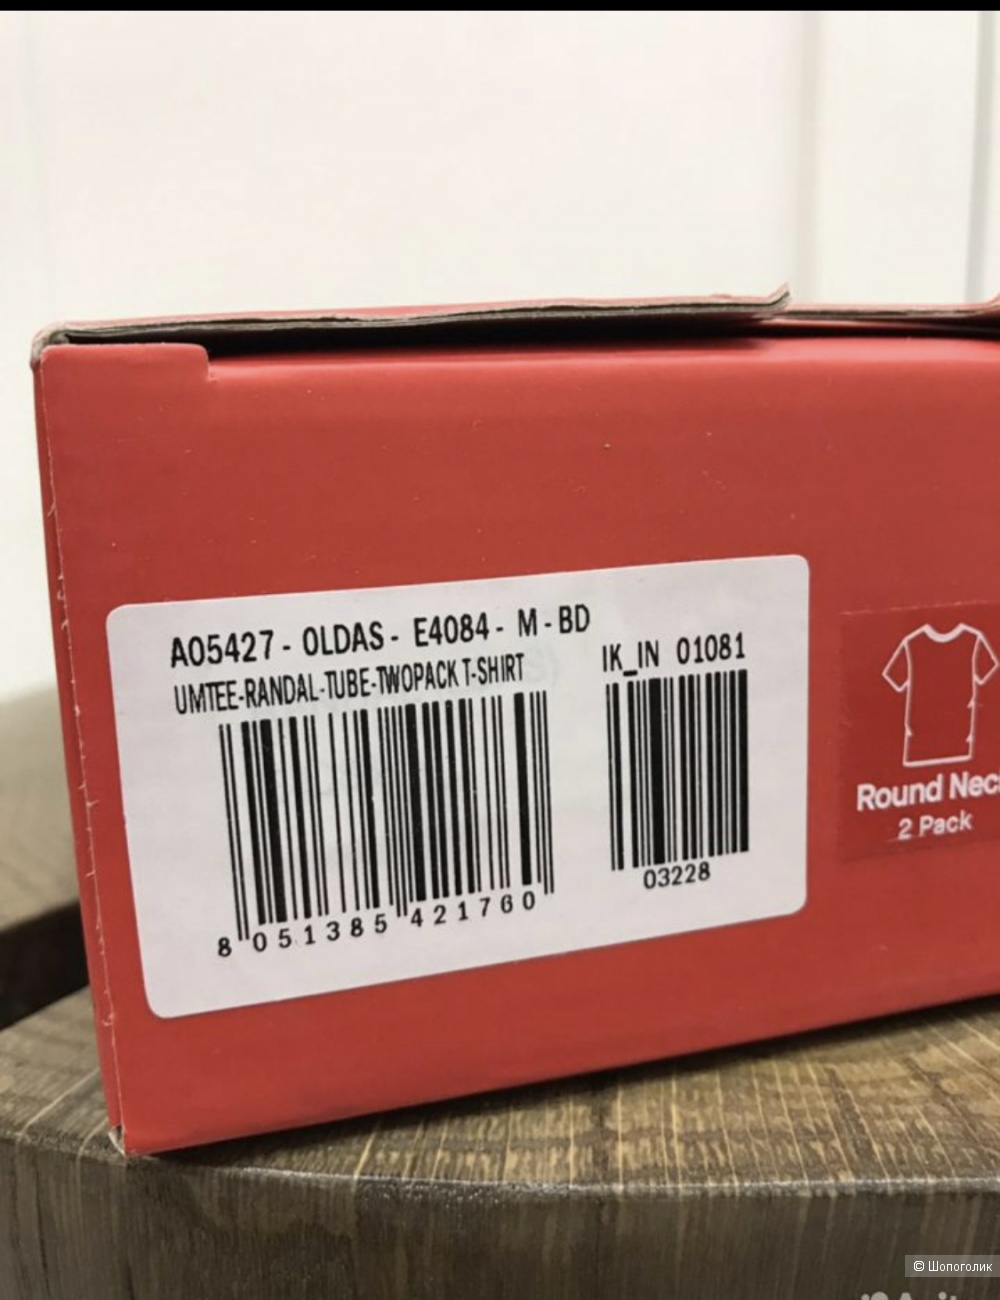 A05427 - 0LDAS - E4084 - M - BD
UMTEE-RANDAL-TUBE-TWOPACK T-SHIRT
IK_IN 01081
8 051385 421760
03228
Round Nec
2 Pack
© Шопоголик